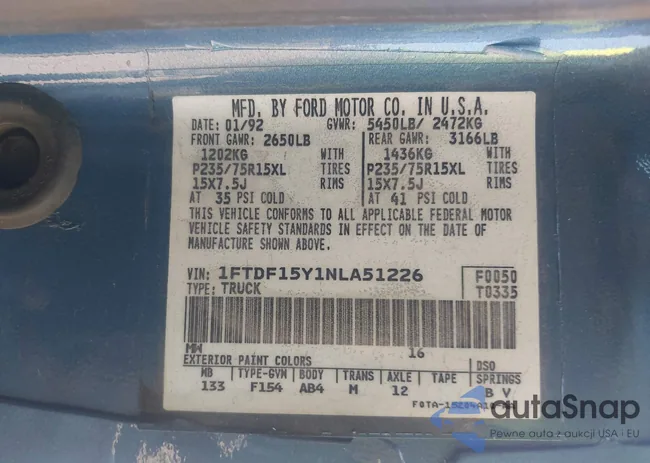 MFD. BY FORD MOTOR CO. IN U.S.A.
DATE: 01/92 GVWR: 5450LB/ 2472KG
FRONT GAWR: 2650LB REAR GAWR: 3166LB
1202KG WITH 1436KG WITH
P235/75R15XL TIRES P235/75R15XL TIRES
15X7.5J RIMS 15X7.5J RIMS
AT 35 PSI COLD AT 41 PSI COLD
THIS VEHICLE CONFORMS TO ALL APPLICABLE FEDERAL MOTOR
VEHICLE SAFETY STANDARDS IN EFFECT ON THE DATE OF
MANUFACTURE SHOWN ABOVE.
VIN: 1FTDF15Y1NLA51226 F0050
TYPE: TRUCK T0335
MW 16
EXTERIOR PAINT COLORS DSO
MB TYPE-GVM BODY TRANS AXLE TAPE SPRINGS
133 F154 AB4 M 12 B V
autaSnap
Pewne auta z aukcji USA i EU